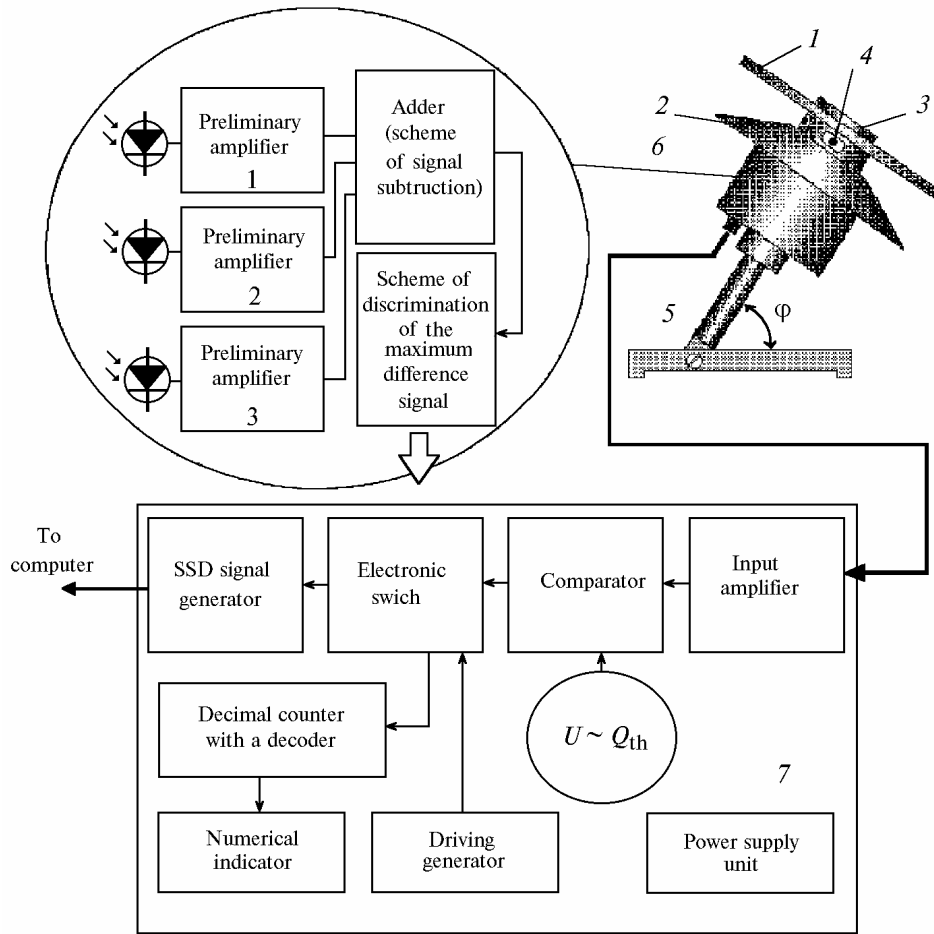 Preliminary
amplifier
1
Preliminary
amplifier
2
Preliminary
amplifier
3
Adder
(scheme
of signal
subtruction)
Scheme of
discrimination
of the
maximum
difference
signal
1
4
2
3
6
5
φ
To
computer
SSD signal
generator
Electronic
swich
Comparator
Input
amplifier
Decimal counter
with a decoder
U ~ Qth
7
Numerical
indicator
Driving
generator
Power supply
unit